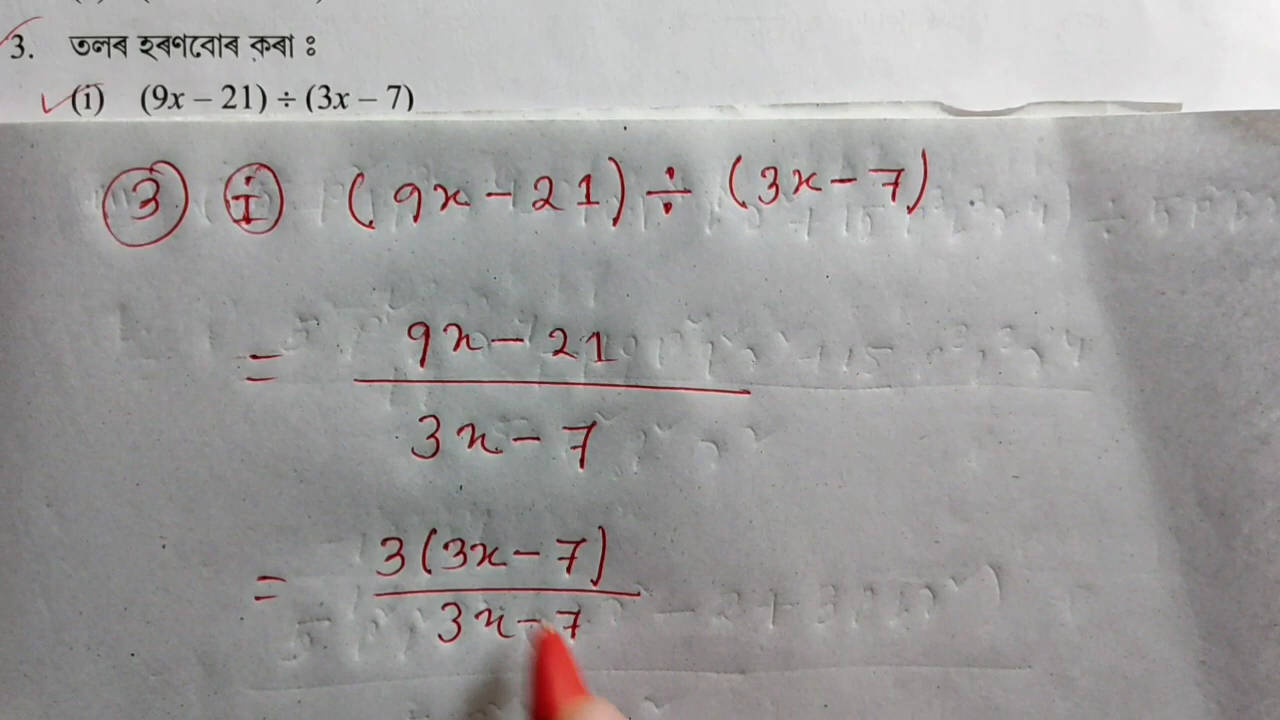 3. তলৰ হৰণবোৰ কৰা ঃ
(i) (9x – 21) ÷ (3x – 7)
3 i (9x - 21) ÷ (3x - 7)
= 9x - 21
3x - 7
= 3(3x - 7)
3x - 7